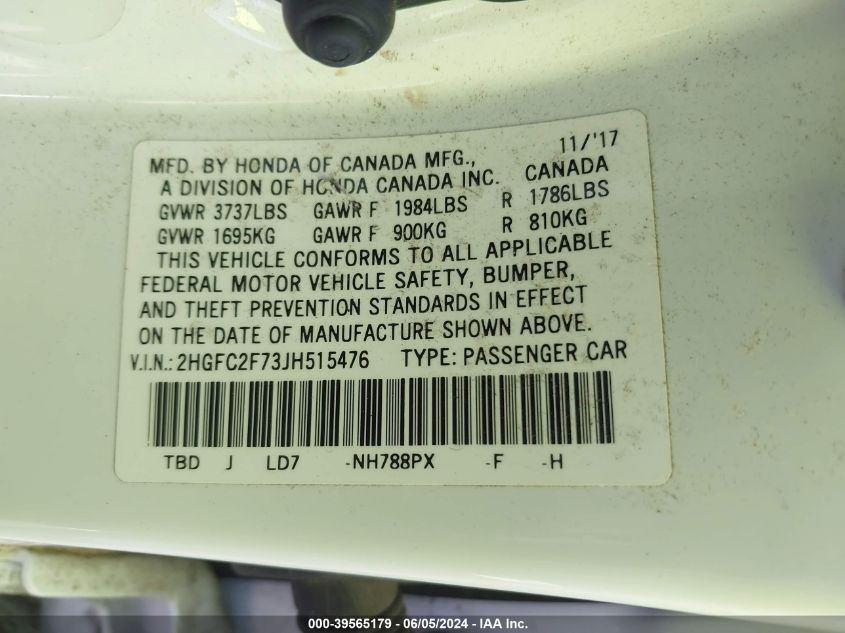 11/'17
MFD. BY HONDA OF CANADA MFG.,
A DIVISION OF HONDA CANADA INC. CANADA
GVWR 3737LBS GAWR F 1984LBS R 1786LBS
GVWR 1695KG GAWR F 900KG R 810KG
THIS VEHICLE CONFORMS TO ALL APPLICABLE
FEDERAL MOTOR VEHICLE SAFETY, BUMPER,
AND THEFT PREVENTION STANDARDS IN EFFECT
ON THE DATE OF MANUFACTURE SHOWN ABOVE.
V.I.N.: 2HGFC2F73JH515476 TYPE: PASSENGER CAR
TBD J LD7 -NH788PX -F -H
000-39565179 - 06/05/2024 - IAA Inc.